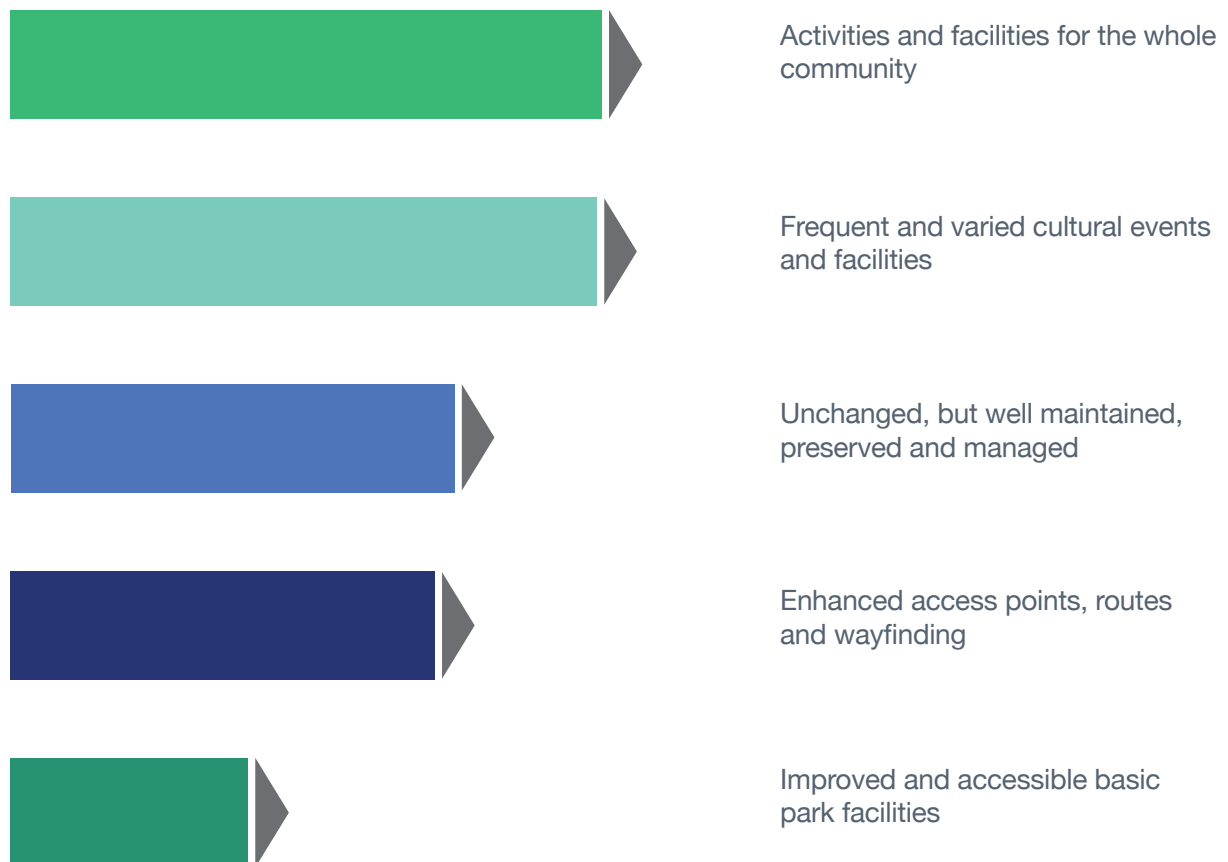 Activities and facilities for the whole
community
Frequent and varied cultural events
and facilities
Unchanged, but well maintained,
preserved and managed
Enhanced access points, routes
and wayfinding
Improved and accessible basic
park facilities